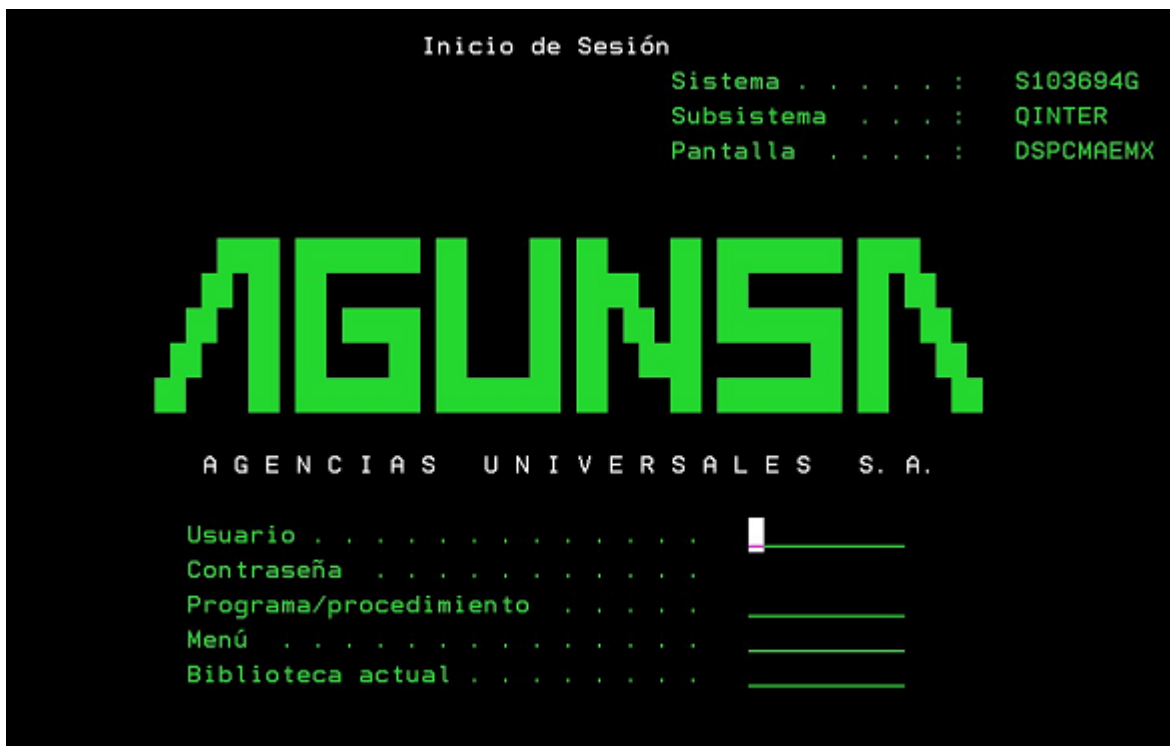 Inicio de Sesión
Sistema . . . . . : S103694G
Subsistema . . . : QINTER
Pantalla . . . . : DSPCMAEMX
AGUNSA
AGENCIAS UNIVERSALES S. A.
Usuario . . . . . . . . . . . . .
Contraseña . . . . . . . . . . .
Programa/procedimiento . . . . .
Menú . . . . . . . . . . . . . .
Biblioteca actual . . . . . . . .